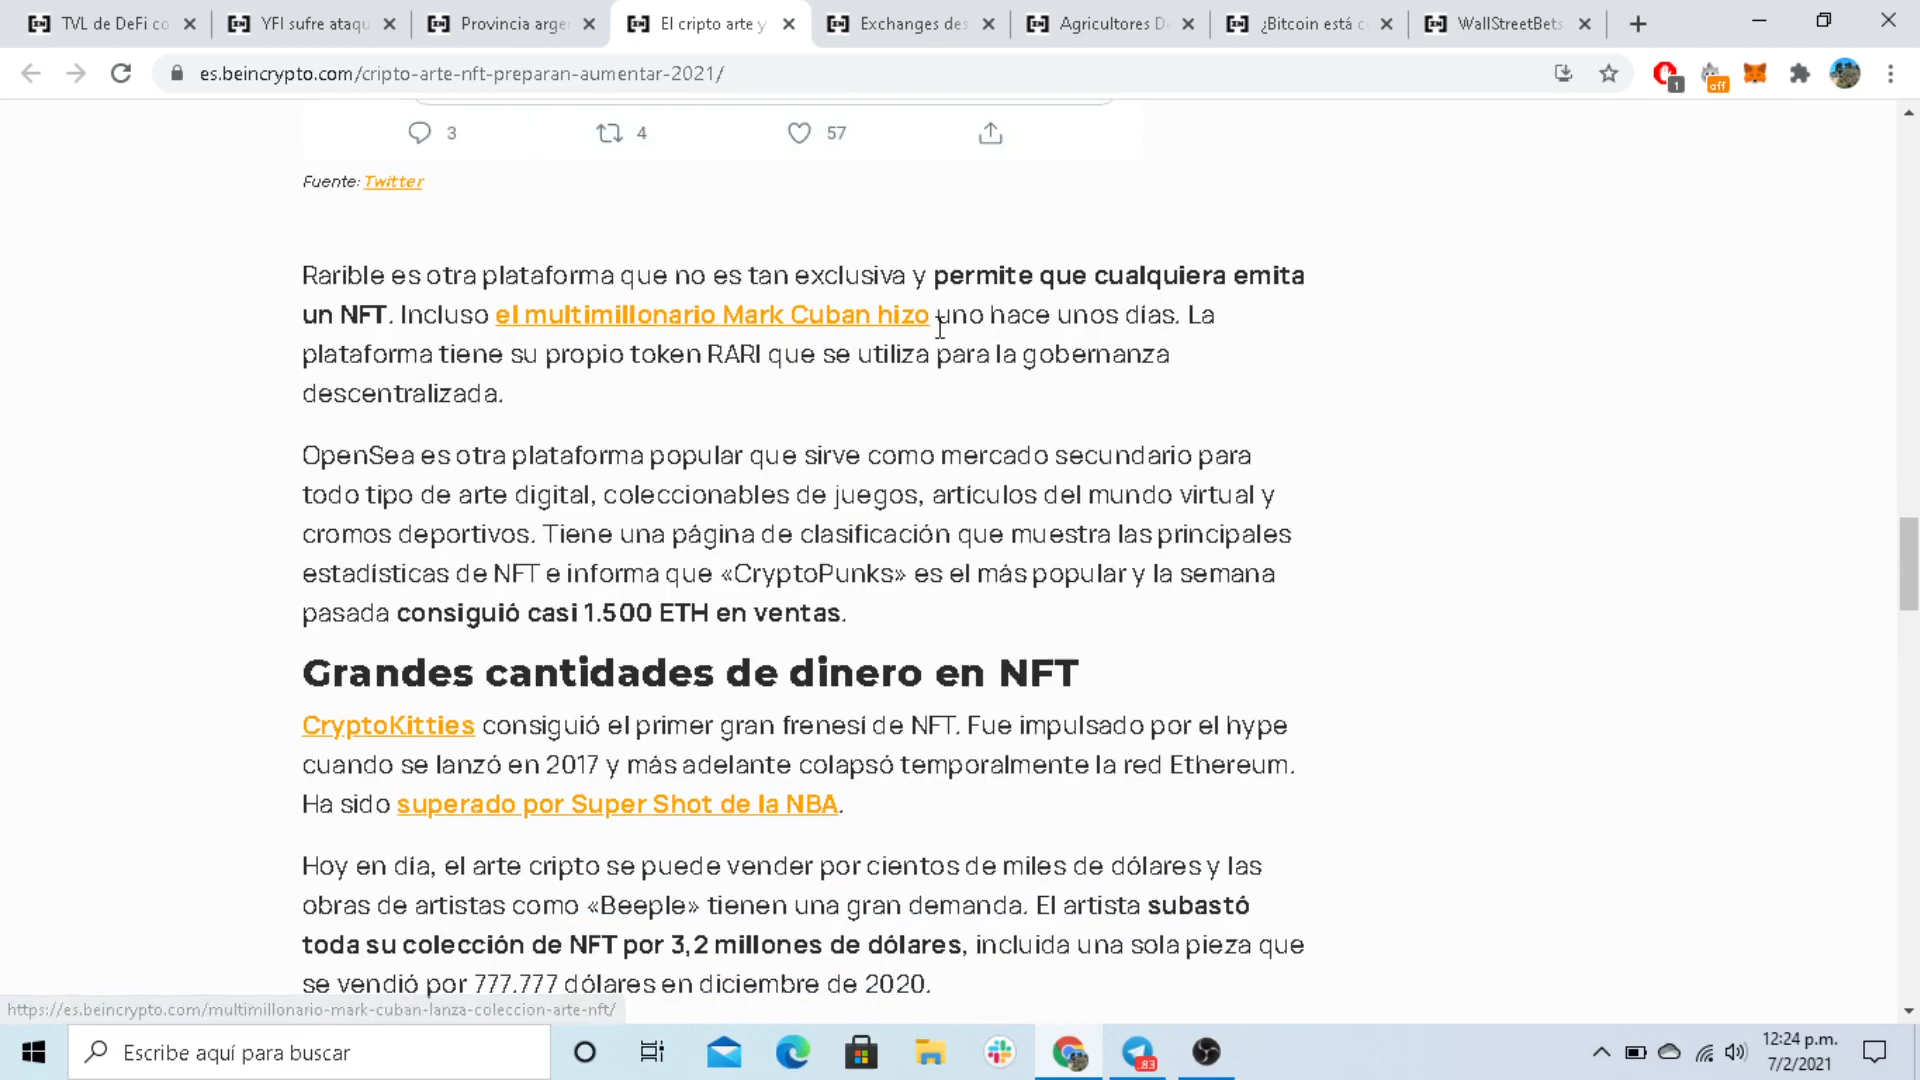 TVL de DeFi co
YFI sufre ataqu
Provincia arge
El cripto arte y
Exchanges des
Agricultores D
¿Bitcoin está c
WallStreetBets
es.beincrypto.com/cripto-arte-nft-preparan-aumentar-2021/
1
off
3
4
57
Fuente: Twitter
Rarible es otra plataforma que no es tan exclusiva y permite que cualquiera emita
un NFT. Incluso el multimillonario Mark Cuban hizo uno hace unos días. La
plataforma tiene su propio token RARI que se utiliza para la gobernanza
descentralizada.
OpenSea es otra plataforma popular que sirve como mercado secundario para
todo tipo de arte digital, coleccionables de juegos, artículos del mundo virtual y
cromos deportivos. Tiene una página de clasificación que muestra las principales
estadísticas de NFT e informa que «CryptoPunks» es el más popular y la semana
pasada consiguió casi 1.500 ETH en ventas.
Grandes cantidades de dinero en NFT
CryptoKitties consiguió el primer gran frenesí de NFT. Fue impulsado por el hype
cuando se lanzó en 2017 y más adelante colapsó temporalmente la red Ethereum.
Ha sido superado por Super Shot de la NBA.
Hoy en día, el arte cripto se puede vender por cientos de miles de dólares y las
obras de artistas como «Beeple» tienen una gran demanda. El artista subastó
toda su colección de NFT por 3,2 millones de dólares, incluida una sola pieza que
se vendió por 777.777 dólares en diciembre de 2020.
https://es.beincrypto.com/multimillonario-mark-cuban-lanza-coleccion-arte-nft/
Escribe aquí para buscar
83
12:24 p.m.
7/2/2021